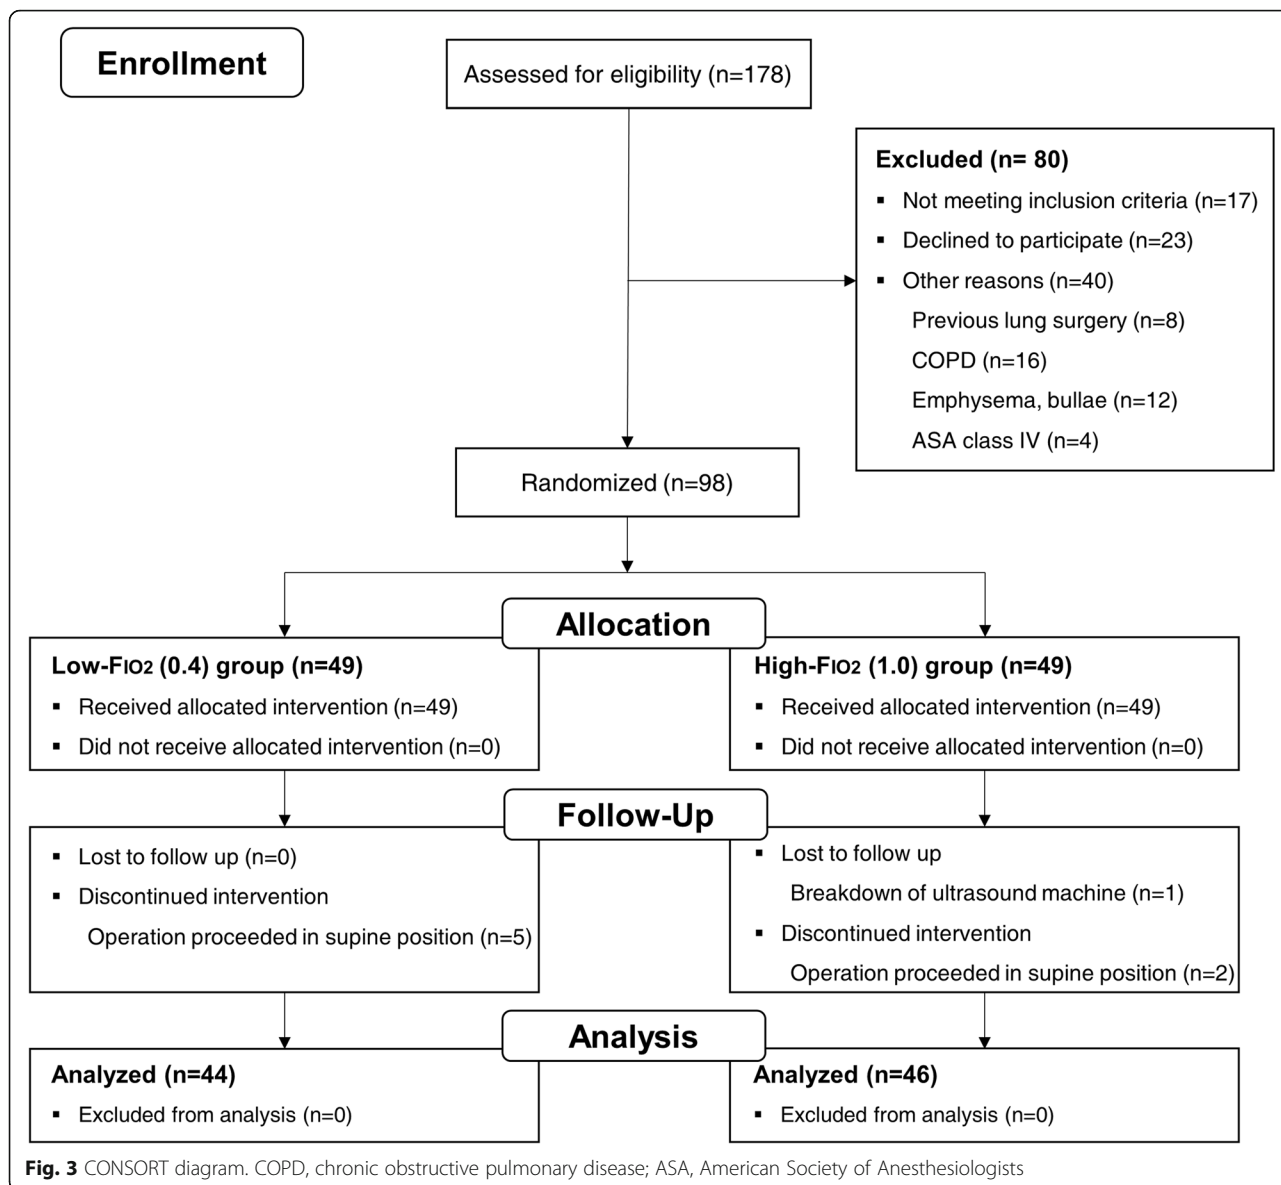 Enrollment
Assessed for eligibility (n=178)
Excluded (n= 80)
▪ Not meeting inclusion criteria (n=17)
▪ Declined to participate (n=23)
▪ Other reasons (n=40)
Previous lung surgery (n=8)
COPD (n=16)
Emphysema, bullae (n=12)
ASA class IV (n=4)
Randomized (n=98)
Allocation
Low-FIO2 (0.4) group (n=49)
▪ Received allocated intervention (n=49)
▪ Did not receive allocated intervention (n=0)
High-FIO2 (1.0) group (n=49)
▪ Received allocated intervention (n=49)
▪ Did not receive allocated intervention (n=0)
Follow-Up
▪ Lost to follow up (n=0)
▪ Discontinued intervention
Operation proceeded in supine position (n=5)
▪ Lost to follow up
Breakdown of ultrasound machine (n=1)
▪ Discontinued intervention
Operation proceeded in supine position (n=2)
Analysis
Analyzed (n=44)
▪ Excluded from analysis (n=0)
Analyzed (n=46)
▪ Excluded from analysis (n=0)
Fig. 3 CONSORT diagram. COPD, chronic obstructive pulmonary disease; ASA, American Society of Anesthesiologists